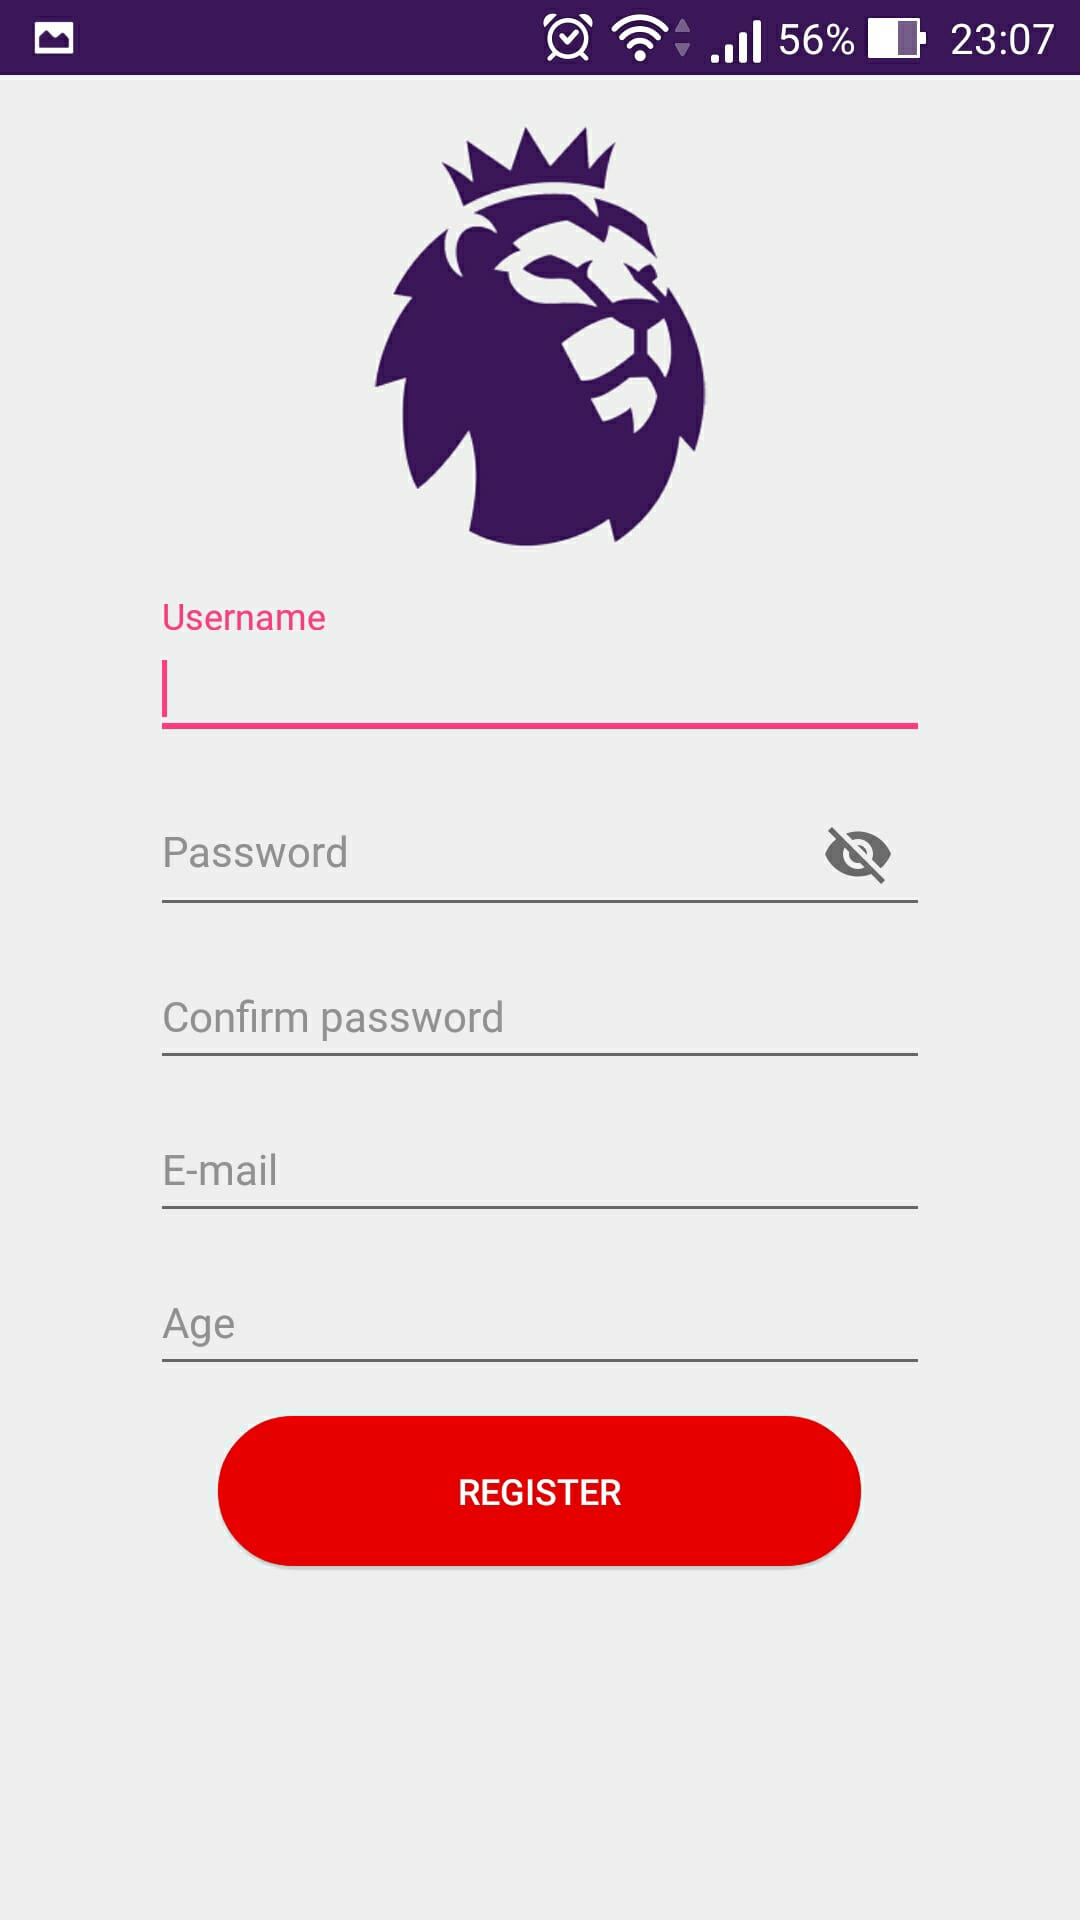 56% 23:07
Username
Password
Confirm password
E-mail
Age
REGISTER